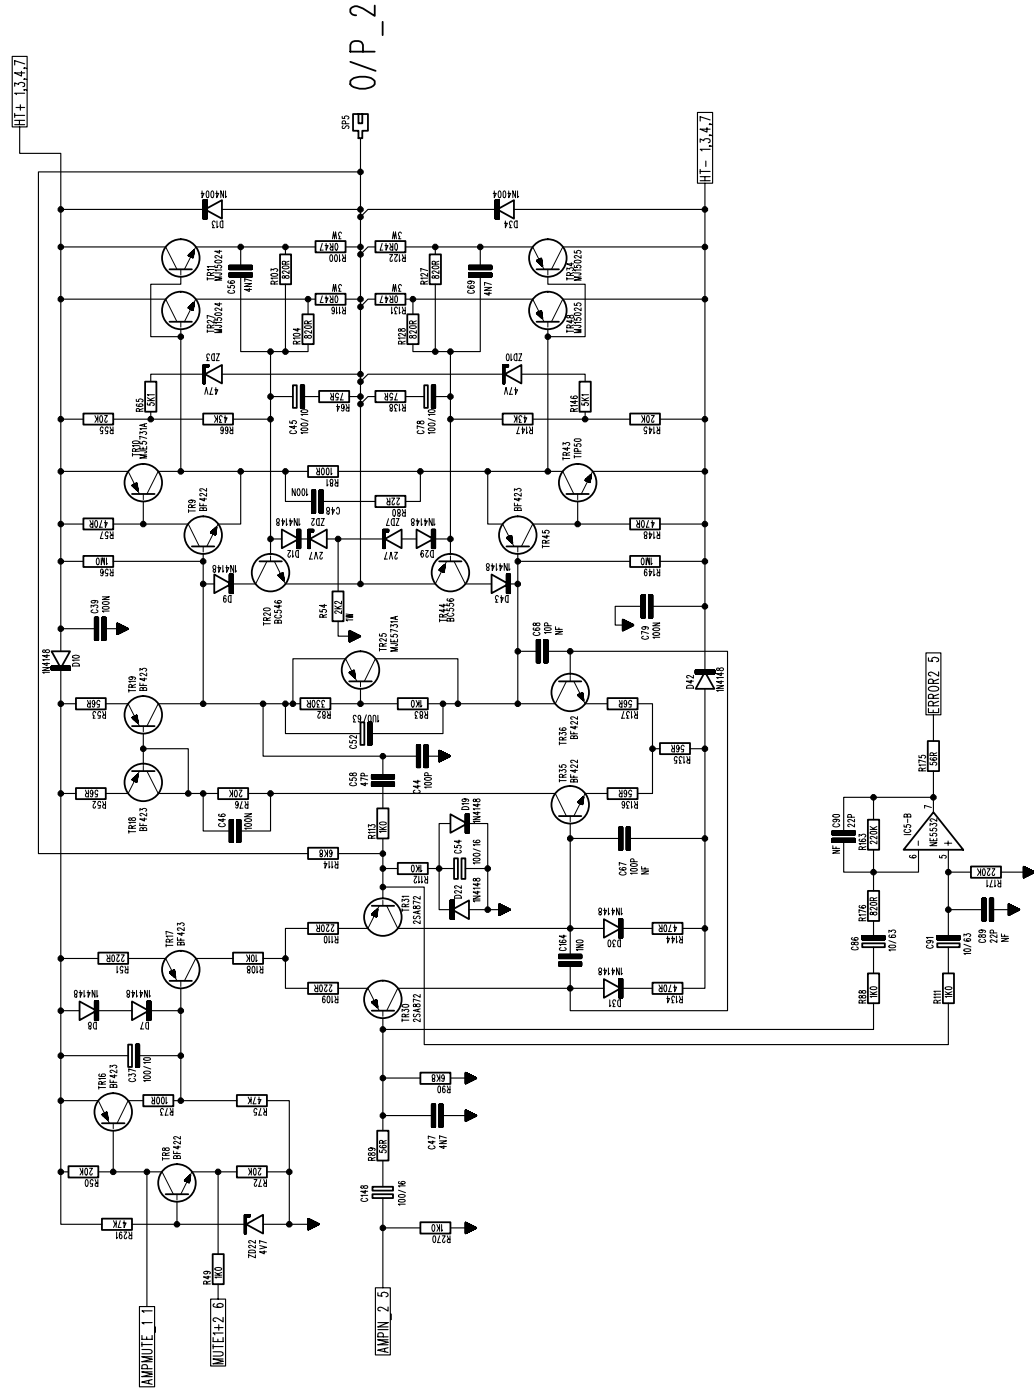 O/P_2
HT+ 1,3,4,7
SP5
HT- 1,3,4,7
1N4004
D13
1N4004
D34
TR11
MJ15024
C56
4N7
R103
820R
3W
0R47
R100
3W
0R47
R122
R127
820R
C69
4N7
TR34
MJ15025
TR27
MJ15024
R104
820R
3W
0R47
R116
3W
0R47
R131
R128
820R
TR48
MJ15025
R65
5K1
ZD3
47V
ZD10
47V
R146
5K1
20K
R55
43K
R66
C45
100/10
75R
R64
75R
R138
C78
100/10
43K
R147
20K
R145
TR10
MJE5731A
100R
R81
TR43
TIP50
470R
R57
TR9
BF422
100N
C48
22R
R80
BF423
TR45
470R
R148
1M0
R56
1N4148
D9
1N4148
D12
ZD2
2V7
ZD7
2V7
1N4148
D29
1N4148
D43
1M0
R149
TR20
BC546
R54
2K2
1W
TR44
BC556
C39
100N
TR25
MJE5731A
C68
10P
NF
C79
100N
1N4148
D10
56R
R53
TR19
BF423
330R
R82
1K0
R83
C52
100/63
TR36
BF422
56R
R137
D42
1N4148
56R
R135
56R
R52
TR18
BF423
20K
R76
C46
100N
C58
47P
C44
100P
TR35
BF422
56R
R136
R113
1K0
D19
1N4148
C54
100/16
D22
1N4148
C67
100P
NF
6K8
R114
1K0
R112
TR31
2SA872
ERROR2 5
R175
56R
C90
22P
NF
R163
220K
IC5-B
NE5532
7
6
5
-
+
R176
820R
220K
R171
C86
10/63
C91
10/63
C89
22P
NF
R88
1K0
R111
1K0
220R
R51
TR17
BF423
10K
R108
220R
R110
C164
1N0
1N4148
D30
470R
R144
1N4148
D8
1N4148
D7
220R
R109
TR30
2SA872
1N4148
D31
470R
R134
C37
100/10
TR16
BF423
100R
R73
47K
R75
6K8
R90
C47
4N7
20K
R50
TR8
BF422
20K
R72
R89
56R
C148
100/16
47K
R291
ZD22
4V7
1K0
R270
R49
1K0
AMPMUTE 1 1
MUTE1+2 6
AMPIN 2 5